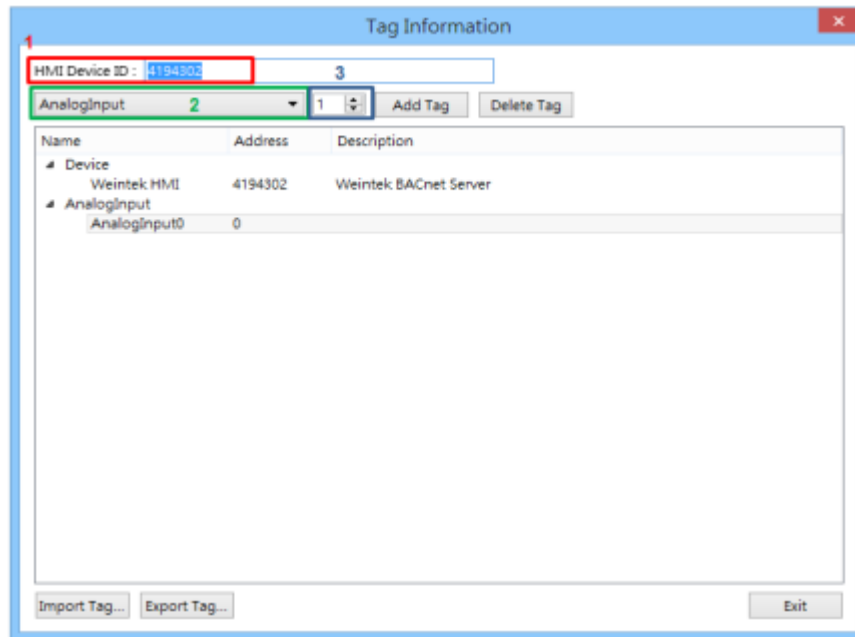 Tag Information
1
HMI Device ID : 4194302 3
AnalogInput 2 1 Add Tag Delete Tag
Name Address Description
Device
Weintek HMI 4194302 Weintek BACnet Server
AnalogInput
AnalogInput0 0
Import Tag... Export Tag... Exit